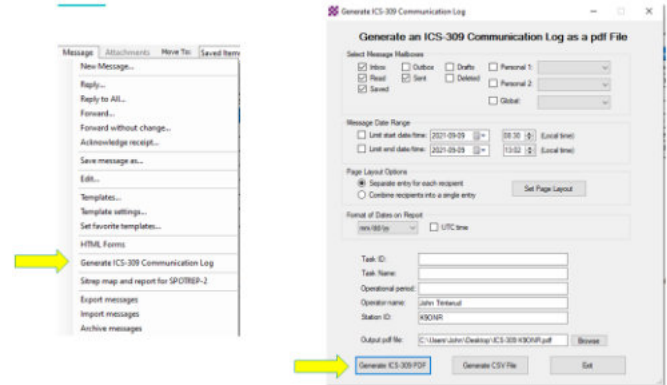 Message Attachments Move To: Saved Item
New Message...
Reply...
Reply to All...
Forward...
Forward without change...
Acknowledge receipt...
Save message as...
Edit...
Templates...
Template settings...
Set favorite templates...
HTML Forms
Generate ICS-309 Communication Log
Sitrep map and report for SPOTREP-2
Export messages
Import messages
Archive messages
Generate ICS-309 Communication Log
Generate an ICS-309 Communication Log as a pdf File
Select Message Mailboxes
Inbox Outbox Drafts Personal 1:
Read Sent Deleted Personal 2:
Saved
Global:
Message Date Range
Limit start date/time: 2021-09-09 08:30 (Local time)
Limit end date/time: 2021-09-09 13:02 (Local time)
Page Layout Options
Separate entry for each recipient
Combine recipients into a single entry
Set Page Layout
Format of Dates on Report
UTC time
Task ID:
Task Name:
Operational period:
Operator name: John
Station ID: K9ONR
Output pdf file: C:\Users\John\Desktop\ICS-309 K9ONR.pdf Browse
Generate ICS-309 PDF Generate CSV File Exit